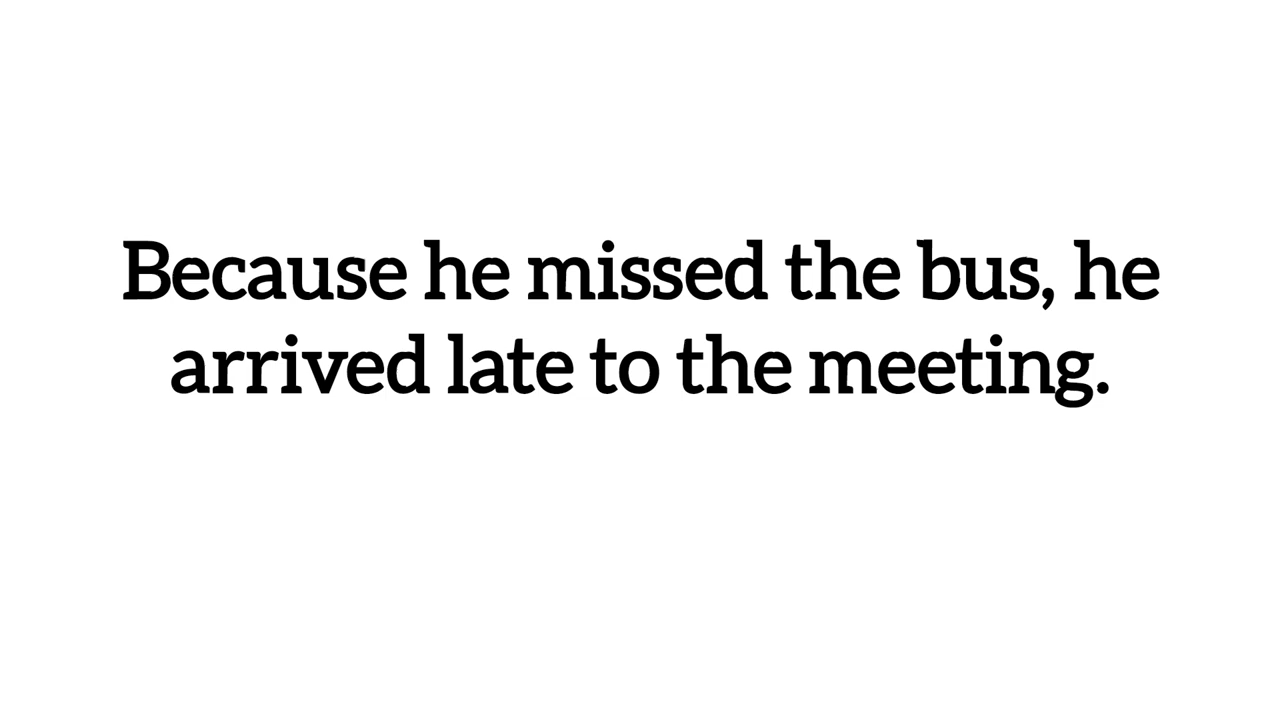 Because he missed the bus, he
arrived late to the meeting.